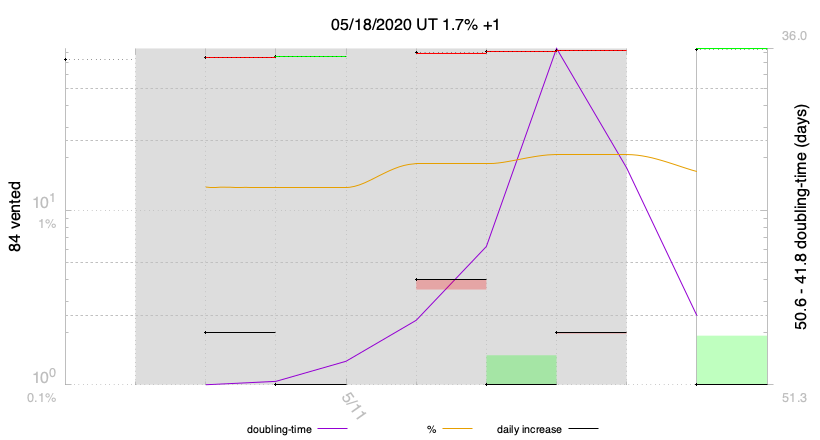 05/18/2020 UT 1.7% +1
36.0
84 vented
10¹
1%
10⁰
0.1%
50.6 - 41.8 doubling-time (days)
51.3
5/11
doubling-time
%
daily increase